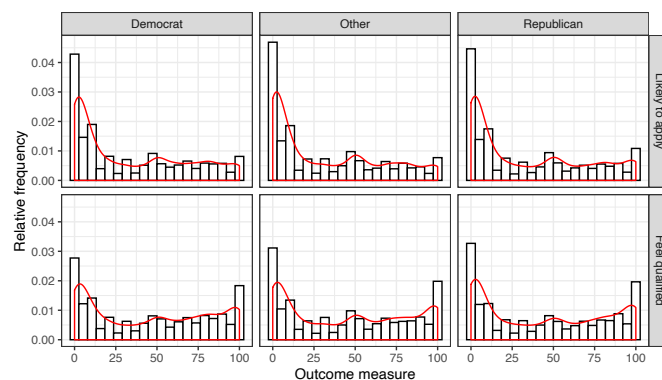 Democrat Other Republican
Relative frequency
0.04
0.03
0.02
0.01
0.00
Likely to apply
0.04
0.03
0.02
0.01
0.00
Feel qualified
0 25 50 75 100 0 25 50 75 100 0 25 50 75 100
Outcome measure